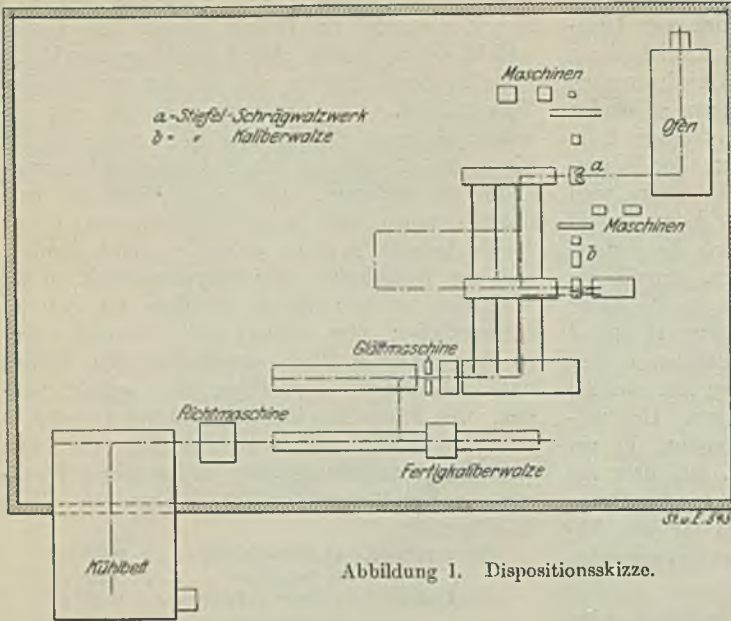 Maschinen
a = Stiefel-Schrägwalzwerk
b = " Kaliberwalze
Ofen
a
Maschinen
b
Glättmaschine
Richtmaschine
Fertigkaliberwalze
St.u.E.
Kühlbett
Abbildung 1. Dispositionsskizze.